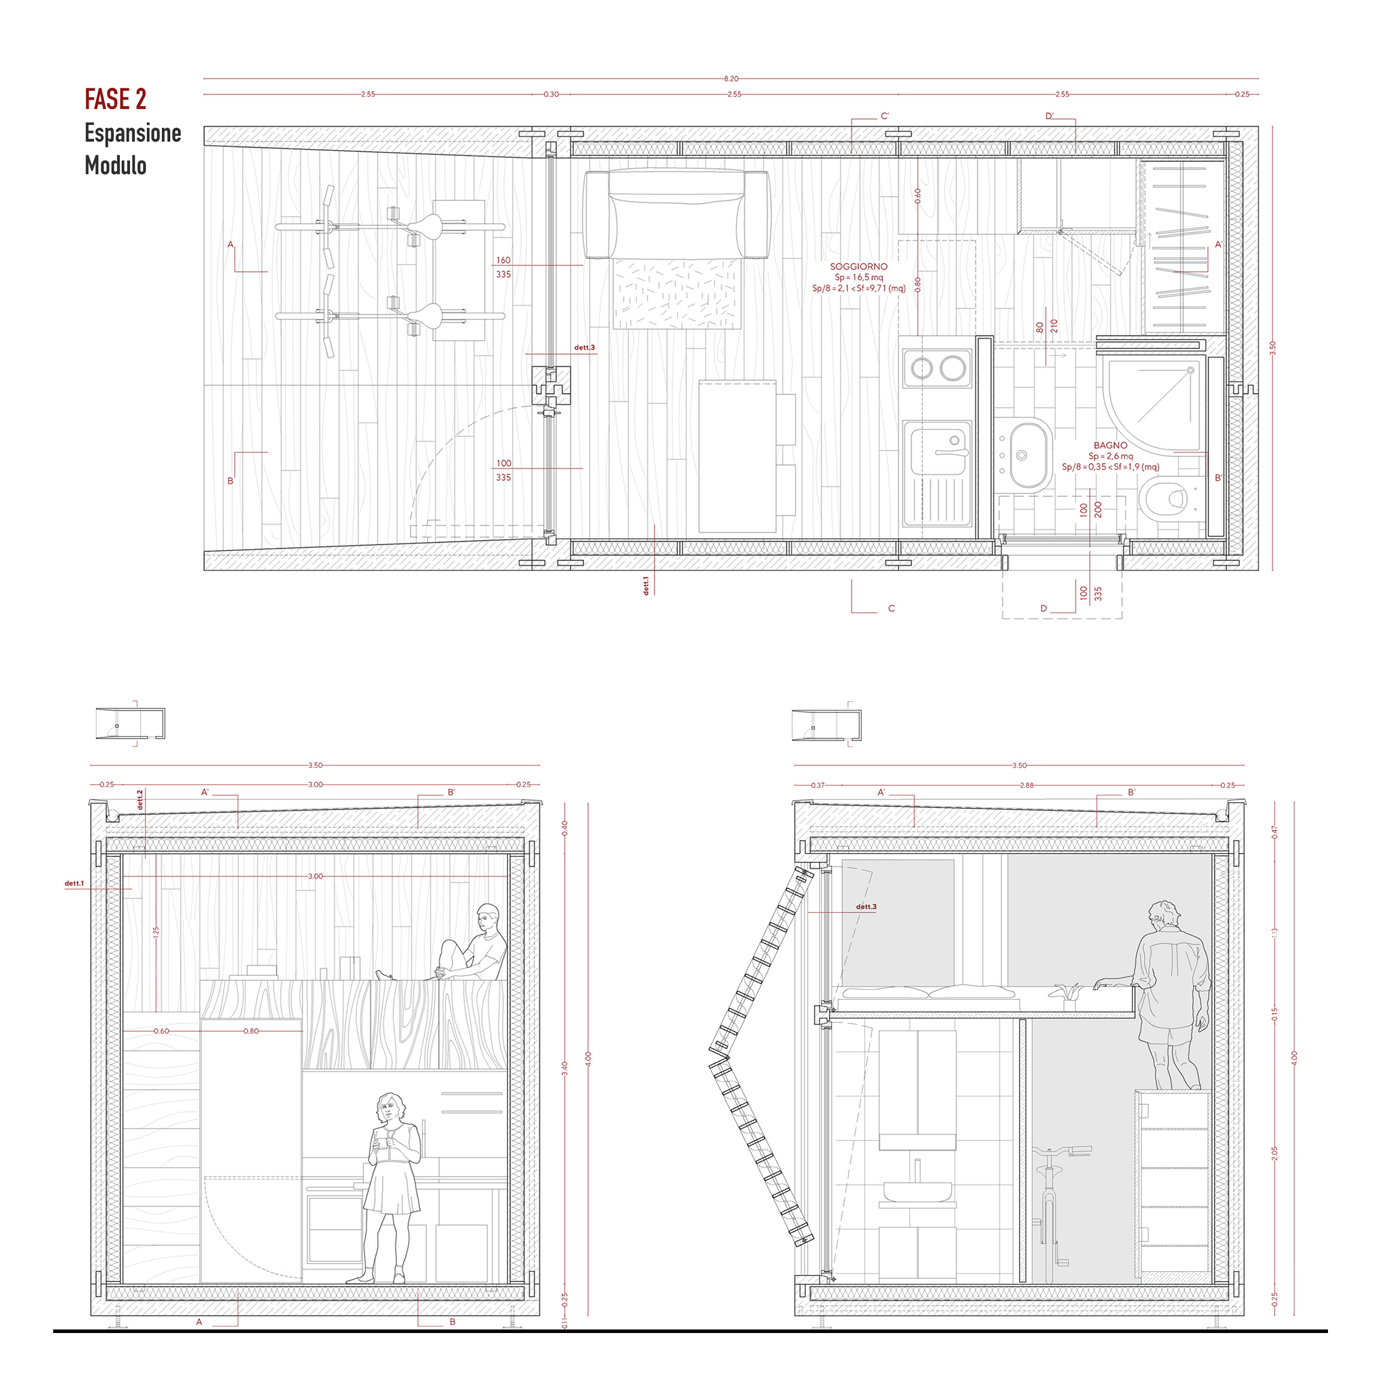 FASE 2
Espansione
Modulo
8.20
2.55
0.30
2.55
2.55
0.25
C'
D'
A
B
160
335
100
335
dett.3
dett.1
SOGGIORNO
Sp = 16,5 mq
Sp/8 = 2,1 < Sf =9,71 (mq)
0.60
0.80
80
210
A'
3.50
BAGNO
Sp = 2,6 mq
Sp/8 = 0,35 < Sf =1,9 (mq)
B'
100
200
100
335
C
D
3.50
0.25
3.00
0.25
dett.2
A'
B'
dett.1
3.00
1.25
0.60
0.80
0.40
3.40
4.00
0.25
0.11
A
B
3.50
0.37
2.88
0.25
A'
B'
dett.3
0.47
1.13
0.15
2.05
4.00
0.25